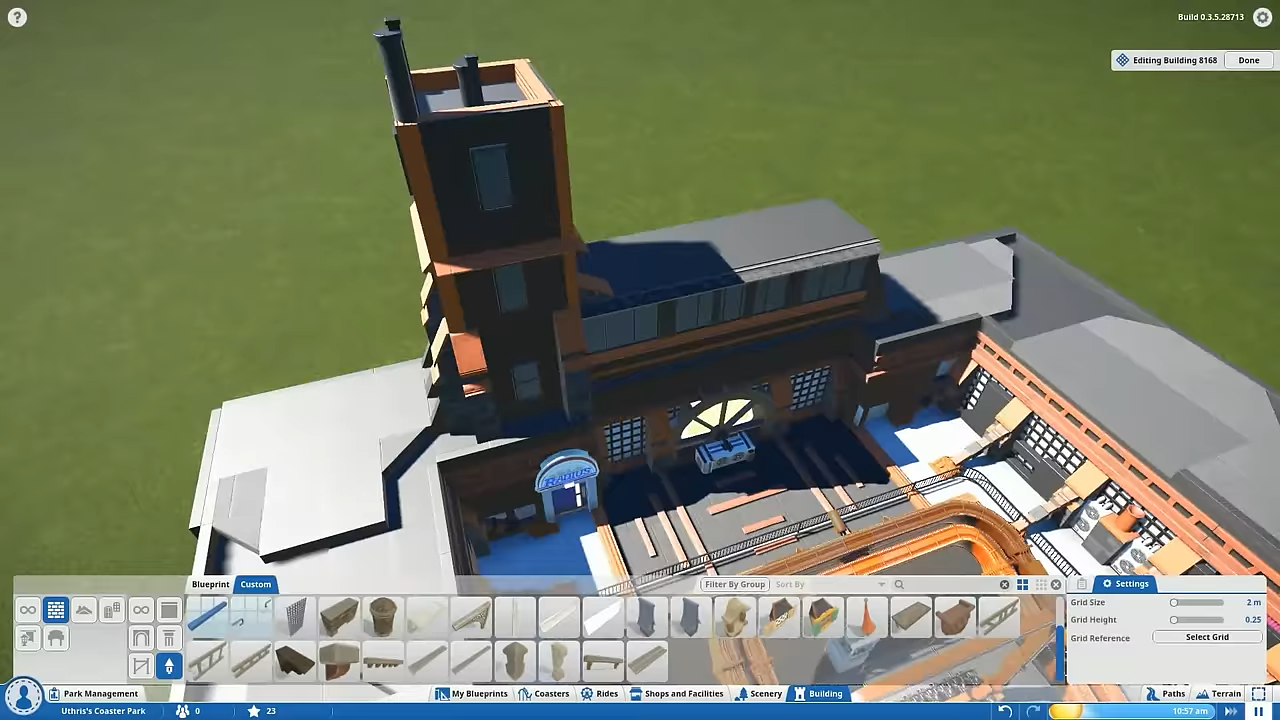 ?
Build 0.3.5.28713
Editing Building 8168
Done
RADIUS
Blueprint
Custom
Filter By Group
Sort By
Settings
Grid Size
2 m
Grid Height
0.25
Grid Reference
Select Grid
Park Management
My Blueprints
Coasters
Rides
Shops and Facilities
Scenery
Building
Paths
Terrain
Uthris's Coaster Park
0
23
10:57 am